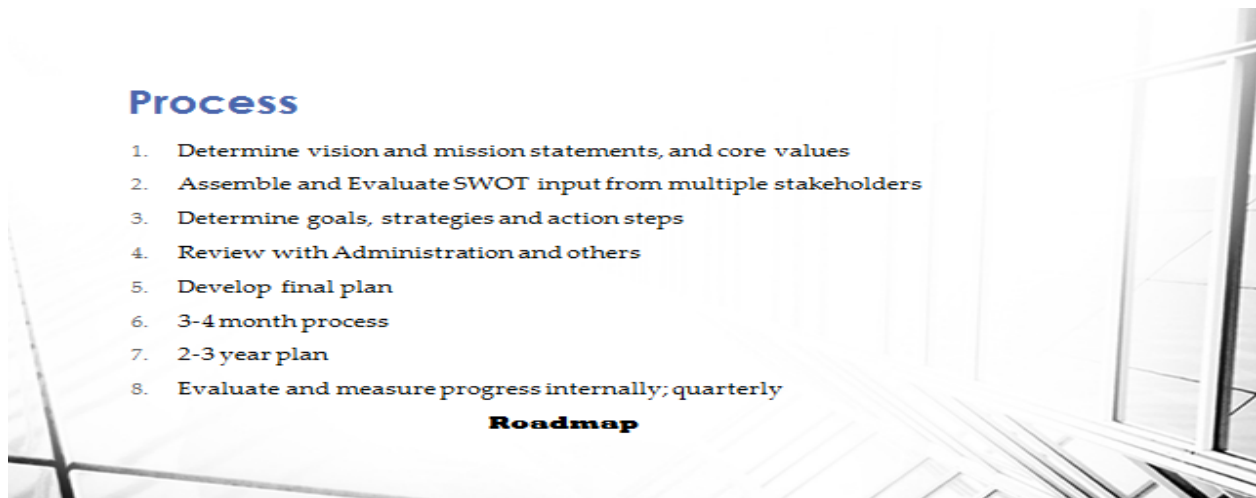 Process
1. Determine vision and mission statements, and core values
2. Assemble and Evaluate SWOT input from multiple stakeholders
3. Determine goals, strategies and action steps
4. Review with Administration and others
5. Develop final plan
6. 3-4 month process
7. 2-3 year plan
8. Evaluate and measure progress internally; quarterly
Roadmap